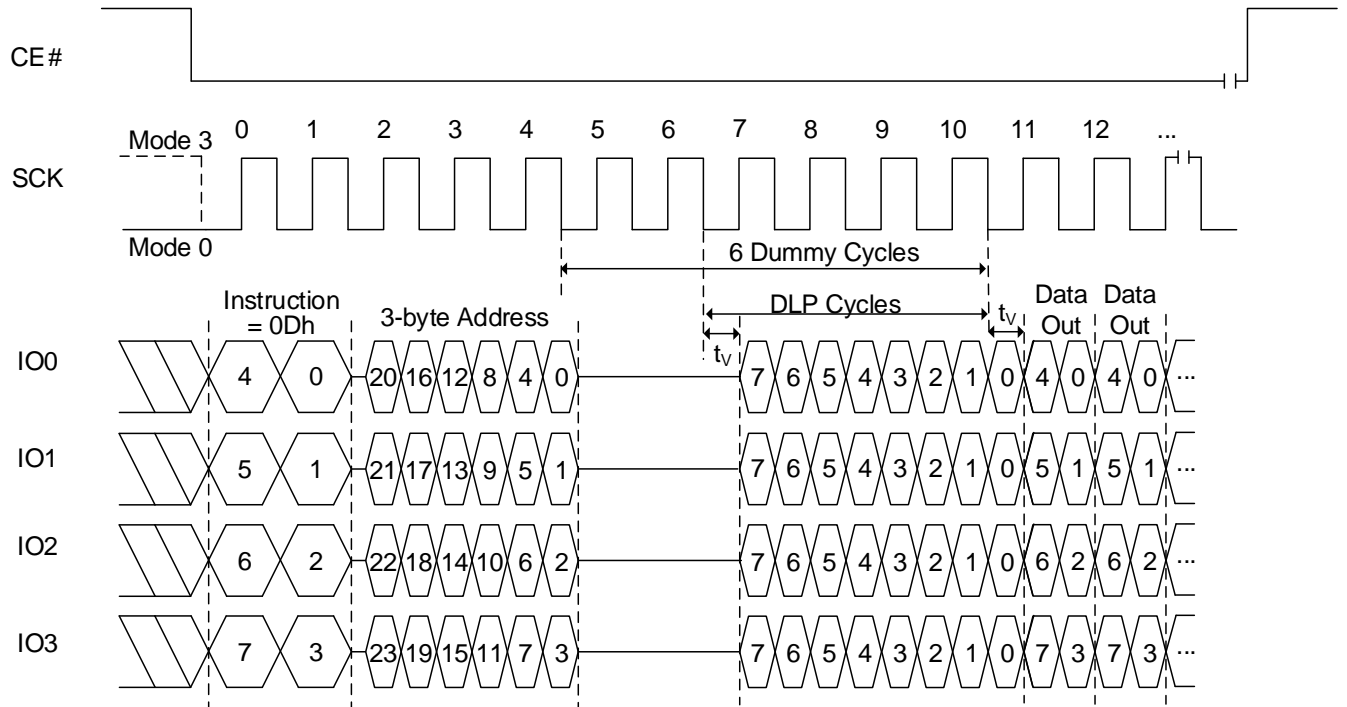 CE#
0 1 2 3 4 5 6 7 8 9 10 11 12 ...
Mode 3
SCK
Mode 0
6 Dummy Cycles
Instruction
= 0Dh
3-byte Address
DLP Cycles
tV
tV
Data
Out
Data
Out
IO0 4 0 20 16 12 8 4 0 7 6 5 4 3 2 1 0 4 0 4 0 ...
IO1 5 1 21 17 13 9 5 1 7 6 5 4 3 2 1 0 5 1 5 1 ...
IO2 6 2 22 18 14 10 6 2 7 6 5 4 3 2 1 0 6 2 6 2 ...
IO3 7 3 23 19 15 11 7 3 7 6 5 4 3 2 1 0 7 3 7 3 ...